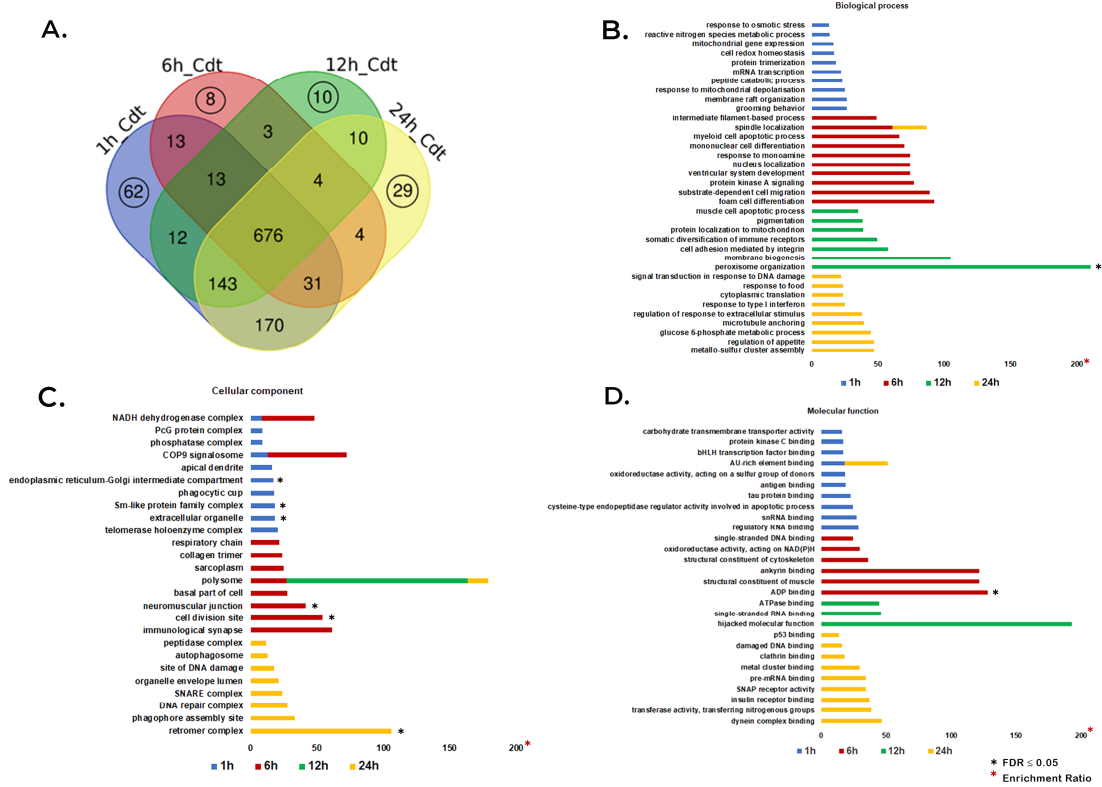 A.
6h_Cdt
12h_Cdt
1h_Cdt
24h_Cdt
8
10
3
13
10
62
13
4
29
12
676
4
143
31
170
B.
Biological process
response to osmotic stress
reactive nitrogen species metabolic process
mitochondrial gene expression
cell redox homeostasis
protein trimerization
mRNA transcription
peptide catabolic process
response to mitochondrial depolarisation
membrane raft organization
grooming behavior
intermediate filament-based process
spindle localization
myeloid cell apoptotic process
mononuclear cell differentiation
response to monoamine
nucleus localization
ventricular system development
protein kinase A signaling
substrate-dependent cell migration
foam cell differentiation
muscle cell apoptotic process
pigmentation
protein localization to mitochondrion
somatic diversification of immune receptors
cell adhesion mediated by integrin
membrane biogenesis
peroxisome organization *
signal transduction in response to DNA damage
response to food
cytoplasmic translation
response to type I interferon
regulation of response to extracellular stimulus
microtubule anchoring
glucose 6-phosphate metabolic process
regulation of appetite
metallo-sulfur cluster assembly
0 50 100 150 200 *
1h 6h 12h 24h
C.
Cellular component
NADH dehydrogenase complex
PcG protein complex
phosphatase complex
COP9 signalosome
apical dendrite
endoplasmic reticulum-Golgi intermediate compartment *
phagocytic cup
Sm-like protein family complex *
extracellular organelle *
telomerase holoenzyme complex
respiratory chain
collagen trimer
sarcoplasm
polysome
basal part of cell
neuromuscular junction *
cell division site *
immunological synapse
peptidase complex
autophagosome
site of DNA damage
organelle envelope lumen
SNARE complex
DNA repair complex
phagophore assembly site
retromer complex *
0 50 100 150 200 *
1h 6h 12h 24h
D.
Molecular function
carbohydrate transmembrane transporter activity
protein kinase C binding
bHLH transcription factor binding
AU-rich element binding
oxidoreductase activity, acting on a sulfur group of donors
antigen binding
tau protein binding
cysteine-type endopeptidase regulator activity involved in apoptotic process
snRNA binding
regulatory RNA binding
single-stranded DNA binding
oxidoreductase activity, acting on NAD(P)H
structural constituent of cytoskeleton
ankyrin binding
structural constituent of muscle
ADP binding *
ATPase binding
single-stranded RNA binding
hijacked molecular function
p53 binding
damaged DNA binding
clathrin binding
metal cluster binding
pre-mRNA binding
SNAP receptor activity
insulin receptor binding
transferase activity, transferring nitrogenous groups
dynein complex binding
0 50 100 150 200 *
1h 6h 12h 24h
* FDR ≤ 0.05
* Enrichment Ratio